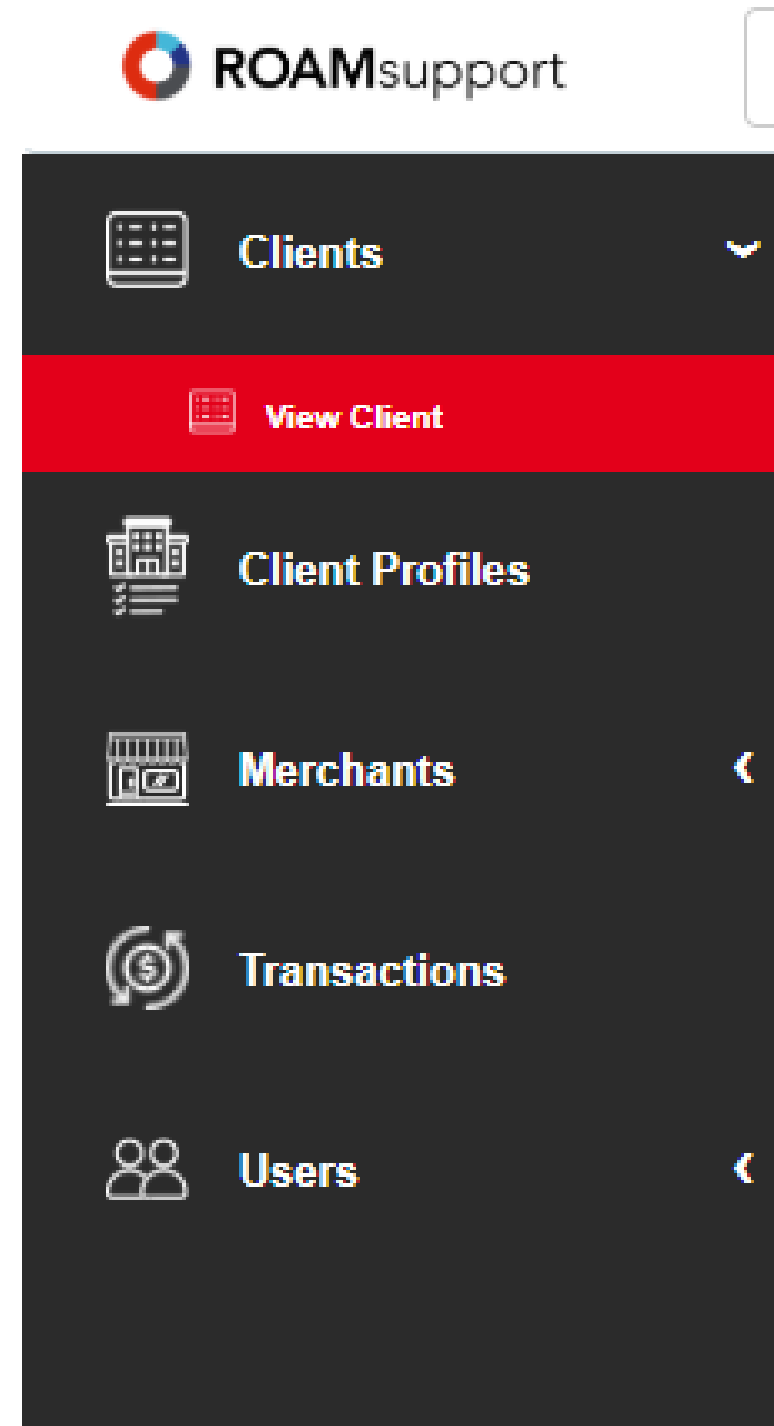 ROAMsupport
Clients
View Client
Client Profiles
Merchants
Transactions
Users